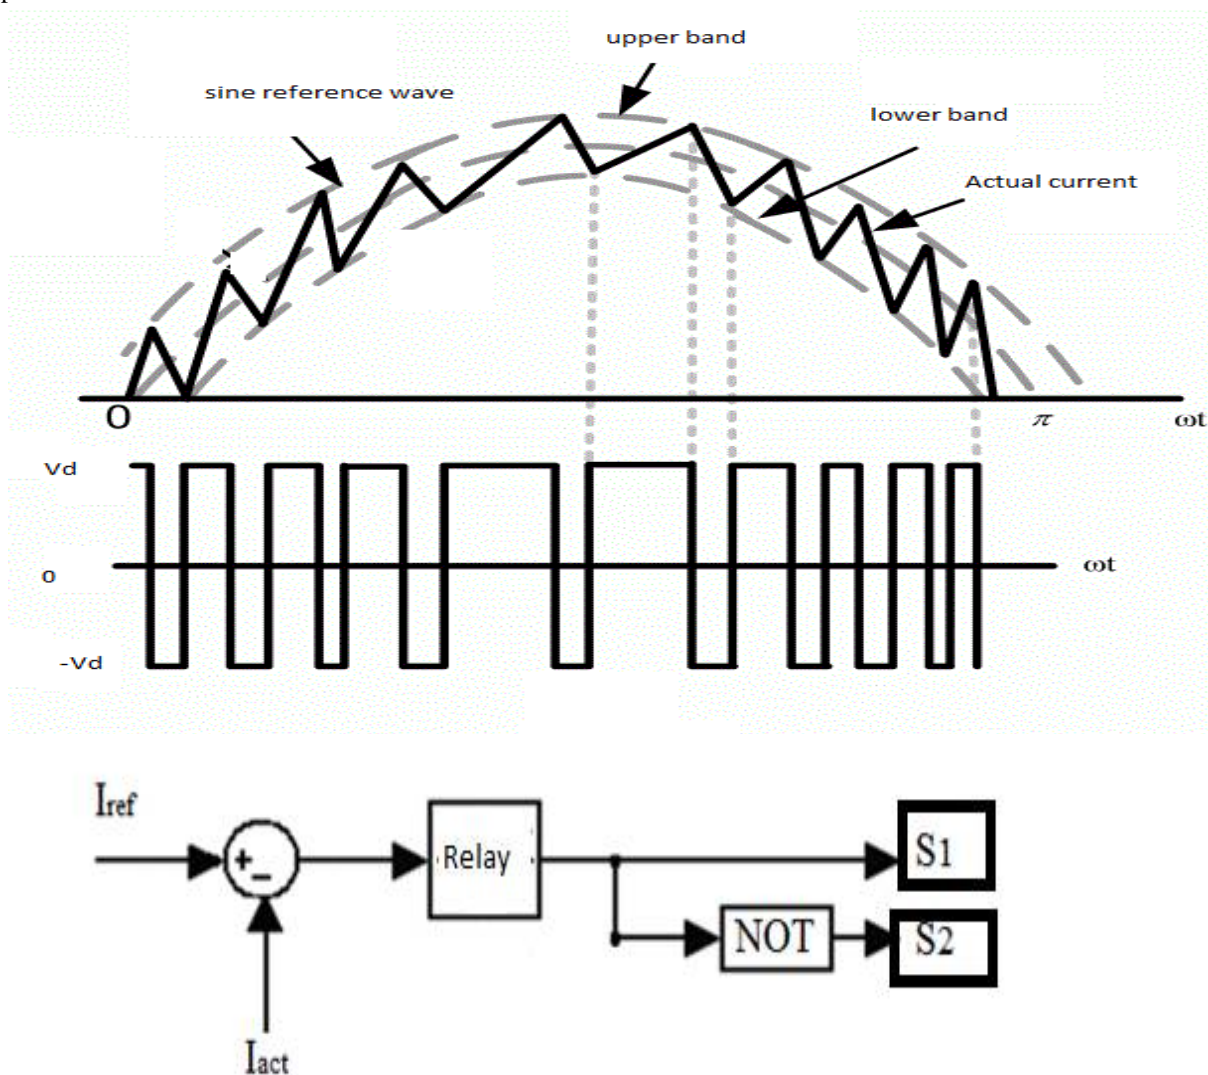 upper band
sine reference wave
lower band
Actual current
O
π
ωt
Vd
0
ωt
-Vd
Iref
+
-
Relay
S1
NOT
S2
Iact